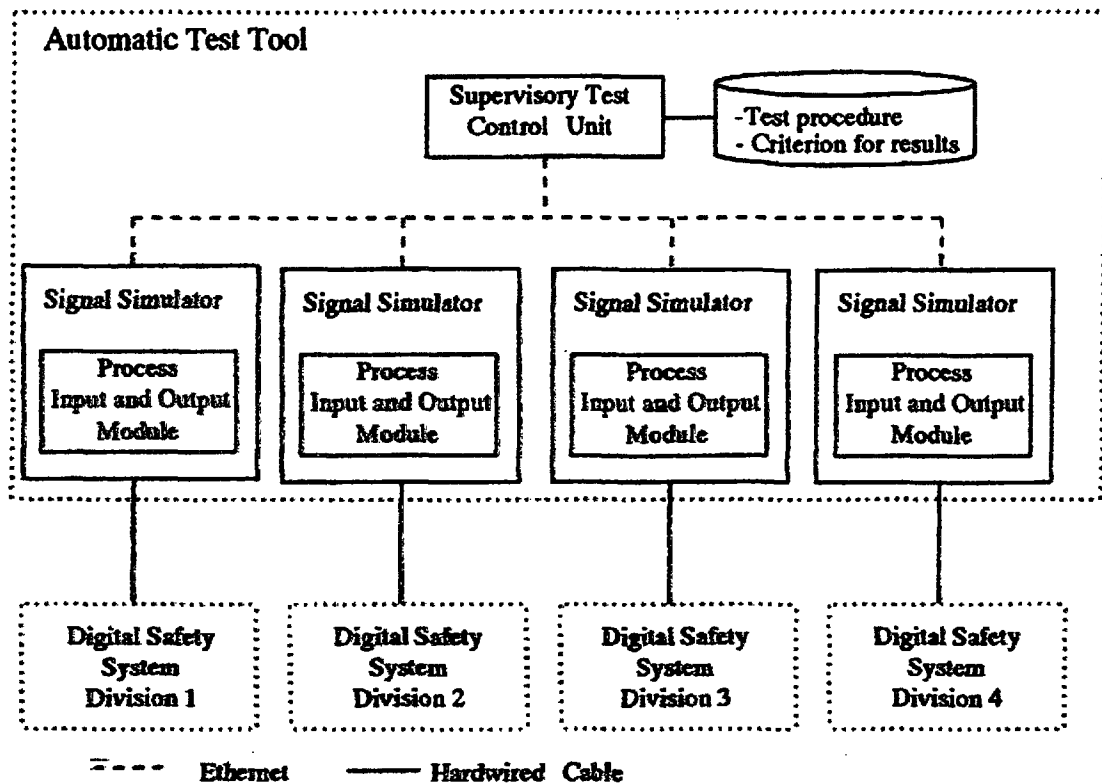 Automatic Test Tool
Supervisory Test
Control Unit
-Test procedure
- Criterion for results
Signal Simulator
Process
Input and Output
Module
Signal Simulator
Process
Input and Output
Module
Signal Simulator
Process
Input and Output
Module
Signal Simulator
Process
Input and Output
Module
Digital Safety
System
Division 1
Digital Safety
System
Division 2
Digital Safety
System
Division 3
Digital Safety
System
Division 4
Ethernet
Hardwired Cable